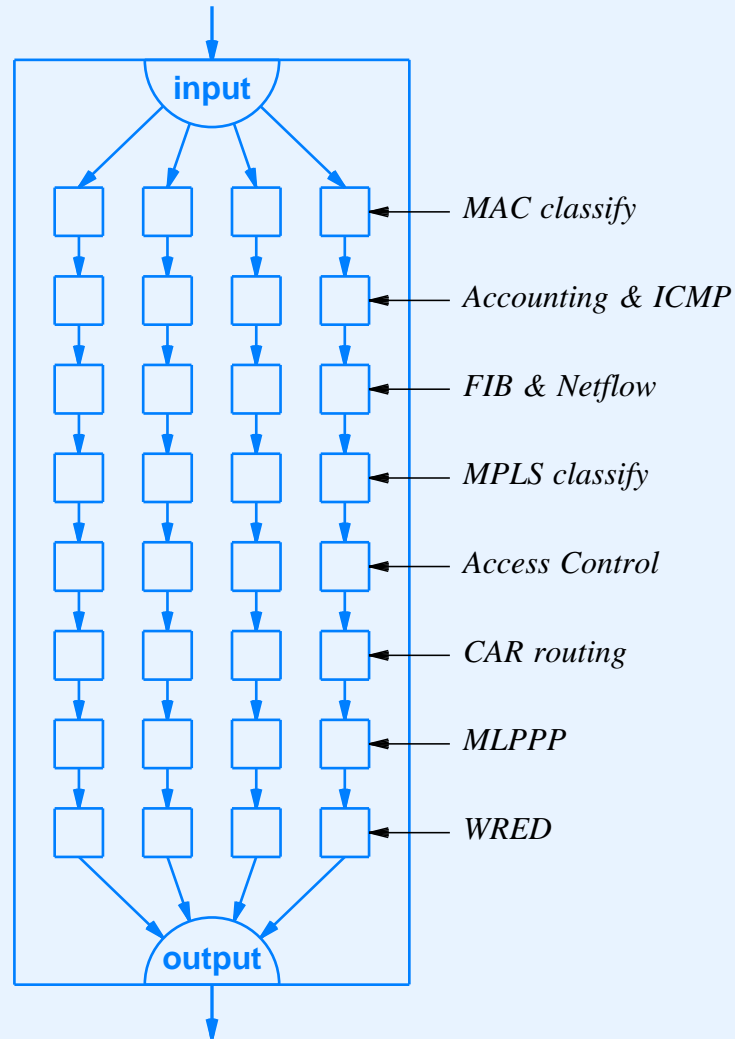 input
MAC classify
Accounting & ICMP
FIB & Netflow
MPLS classify
Access Control
CAR routing
MLPPP
WRED
output